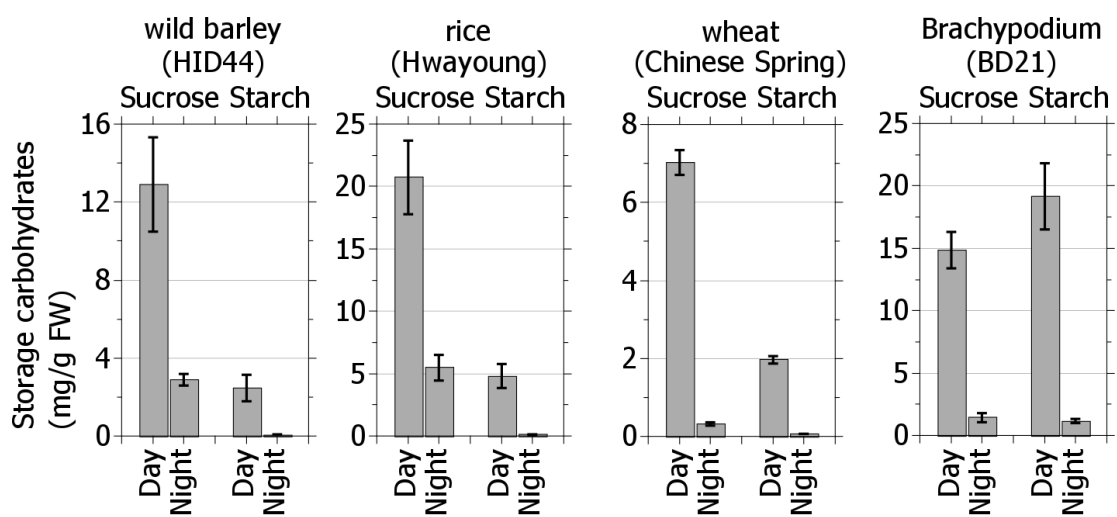 wild barley
(HID44)
Sucrose Starch
rice
(Hwayoung)
Sucrose Starch
wheat
(Chinese Spring)
Sucrose Starch
Brachypodium
(BD21)
Sucrose Starch
Storage carbohydrates
(mg/g FW)
16
12
8
4
0
Day
Night
Day
Night
25
20
15
10
5
0
Day
Night
Day
Night
8
6
4
2
0
Day
Night
Day
Night
25
20
15
10
5
0
Day
Night
Day
Night